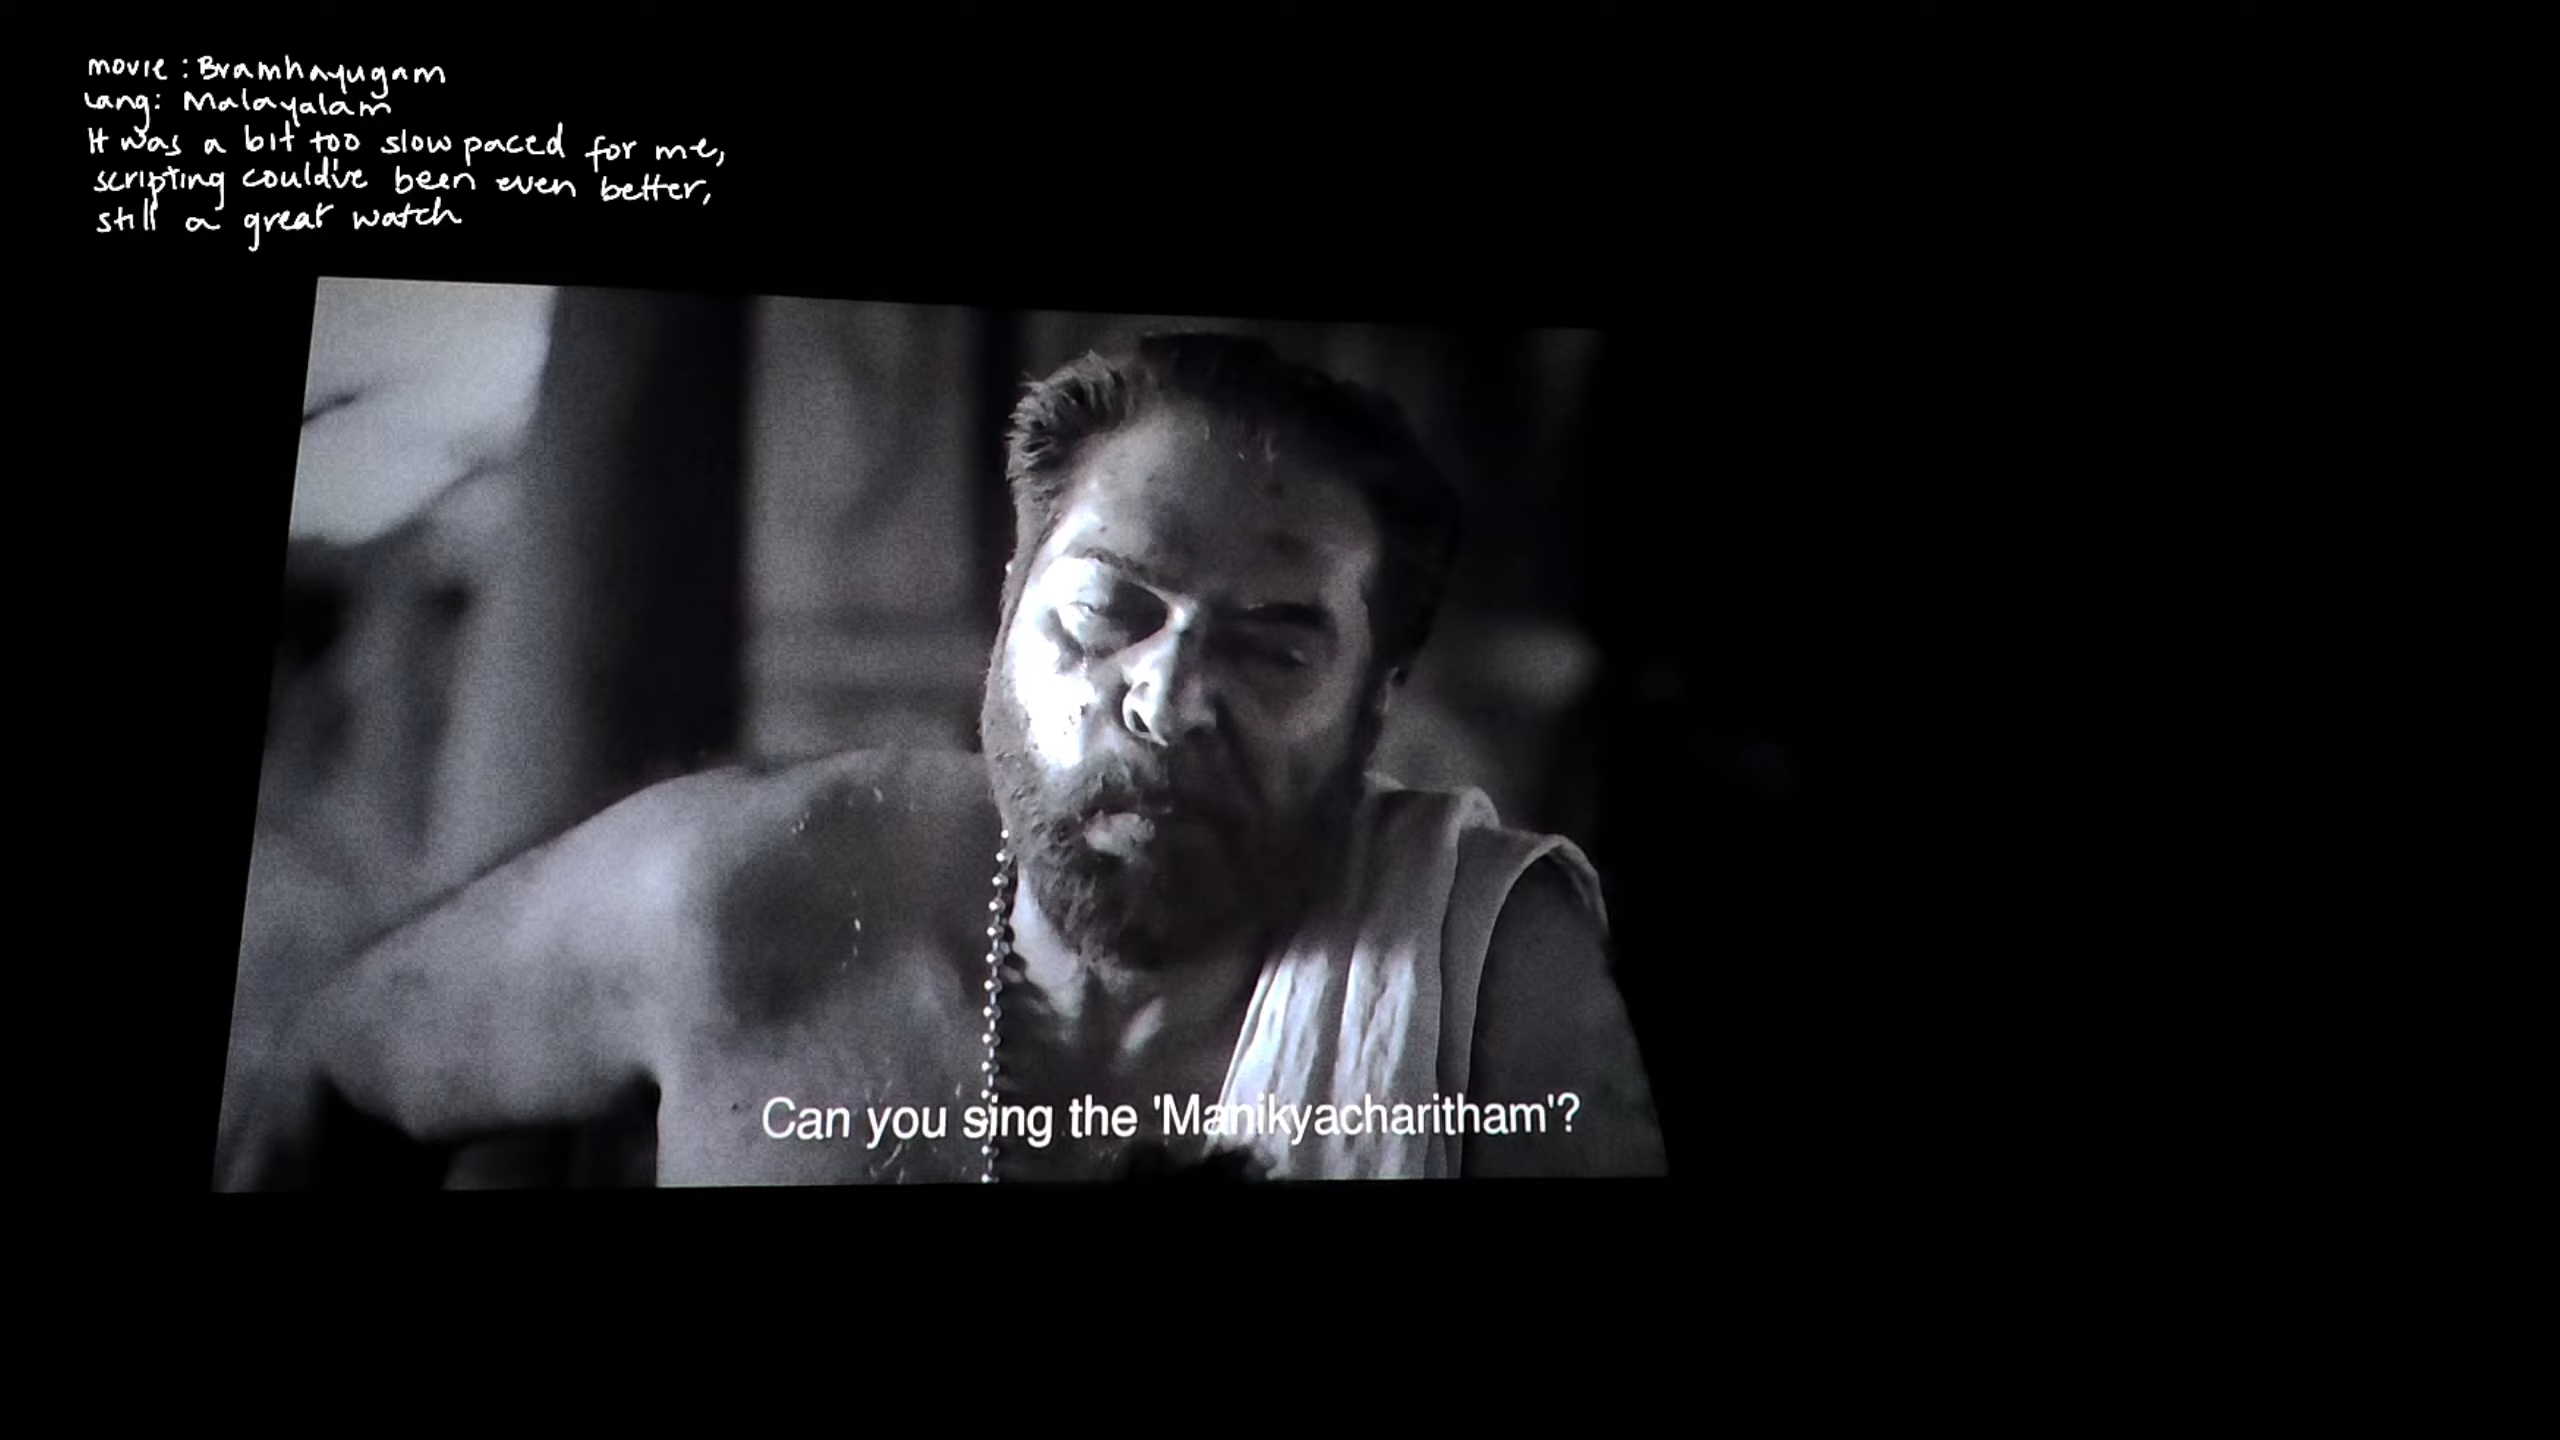 movie : Bramhayugam
Lang: Malayalam
It was a bit too slow paced for me,
scripting could've been even better,
still a great watch
Can you sing the 'Manikyacharitham'?